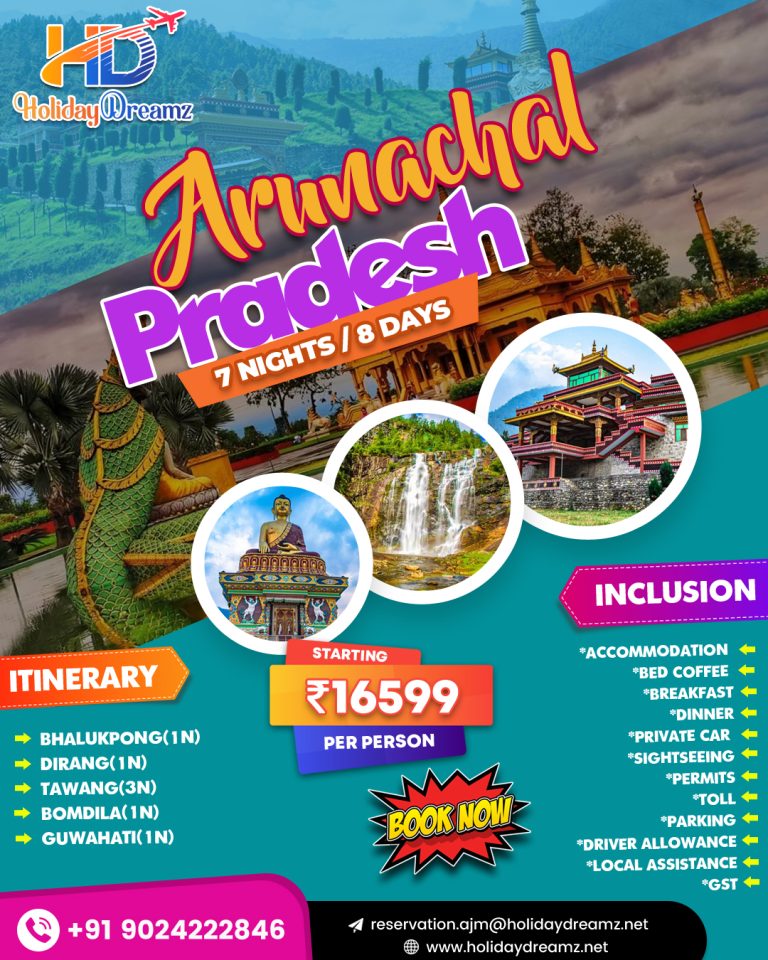 HD
Holiday Dreamz
Arunachal
Pradesh
7 NIGHTS / 8 DAYS
ITINERARY
BHALUKPONG(1N)
DIRANG(1N)
TAWANG(3N)
BOMDILA(1N)
GUWAHATI(1N)
STARTING
₹16599
PER PERSON
BOOK NOW
INCLUSION
*ACCOMMODATION
*BED COFFEE
*BREAKFAST
*DINNER
*PRIVATE CAR
*SIGHTSEEING
*PERMITS
*TOLL
*PARKING
*DRIVER ALLOWANCE
*LOCAL ASSISTANCE
*GST
+91 9024222846
reservation.ajm@holidaydreamz.net
www.holidaydreamz.net